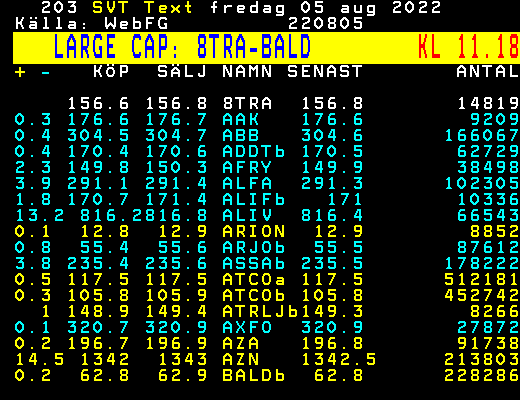 203 SVT Text fredag 05 aug 2022
Källa: WebFG 220805
LARGE CAP: 8TRA-BALD KL 11.18
+ - KÖP SÄLJ NAMN SENAST ANTAL
156.6 156.8 8TRA 156.8 14819
0.3 176.6 176.7 AAK 176.6 9209
0.4 304.5 304.7 ABB 304.6 166067
0.4 170.4 170.6 ADDTb 170.5 62729
2.3 149.8 150.3 AFRY 149.9 38498
3.9 291.1 291.4 ALFA 291.3 102305
1.8 170.7 171.4 ALIFb 171 10336
13.2 816.2816.8 ALIV 816.4 66543
0.1 12.8 12.9 ARION 12.9 8852
0.8 55.4 55.6 ARJOb 55.5 87612
3.8 235.4 235.6 ASSAb 235.4 178222
0.5 117.5 117.5 ATCOa 117.5 512181
0.3 105.8 105.9 ATCOb 105.8 452742
1 148.9 149.4 ATRLJb149.3 8266
0.1 320.7 320.9 AXFO 320.9 27872
0.2 196.7 196.9 AZA 196.8 91738
14.5 1342 1343 AZN 1342.5 213803
0.2 62.8 62.9 BALDb 62.8 228286